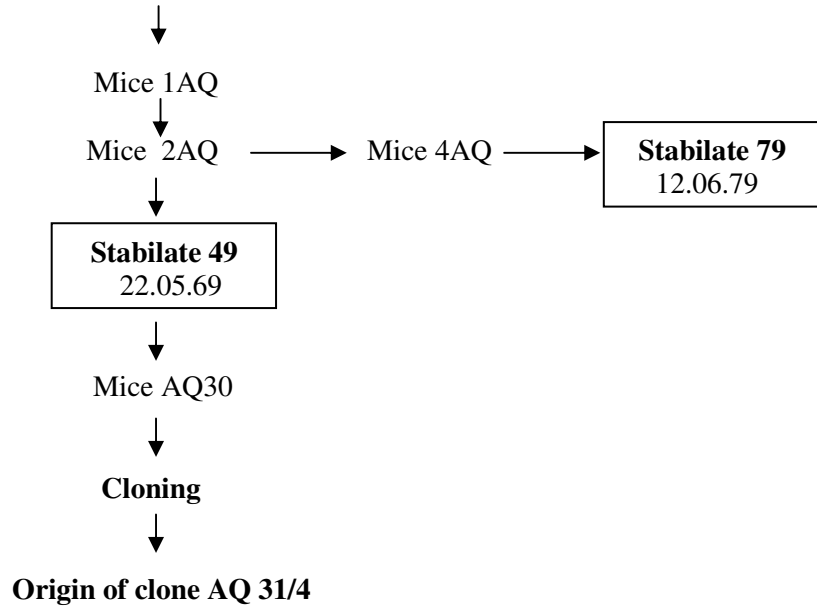 Mice 1AQ
Mice 2AQ
Mice 4AQ
Stabilate 79
12.06.79
Stabilate 49
22.05.69
Mice AQ30
Cloning
Origin of clone AQ 31/4